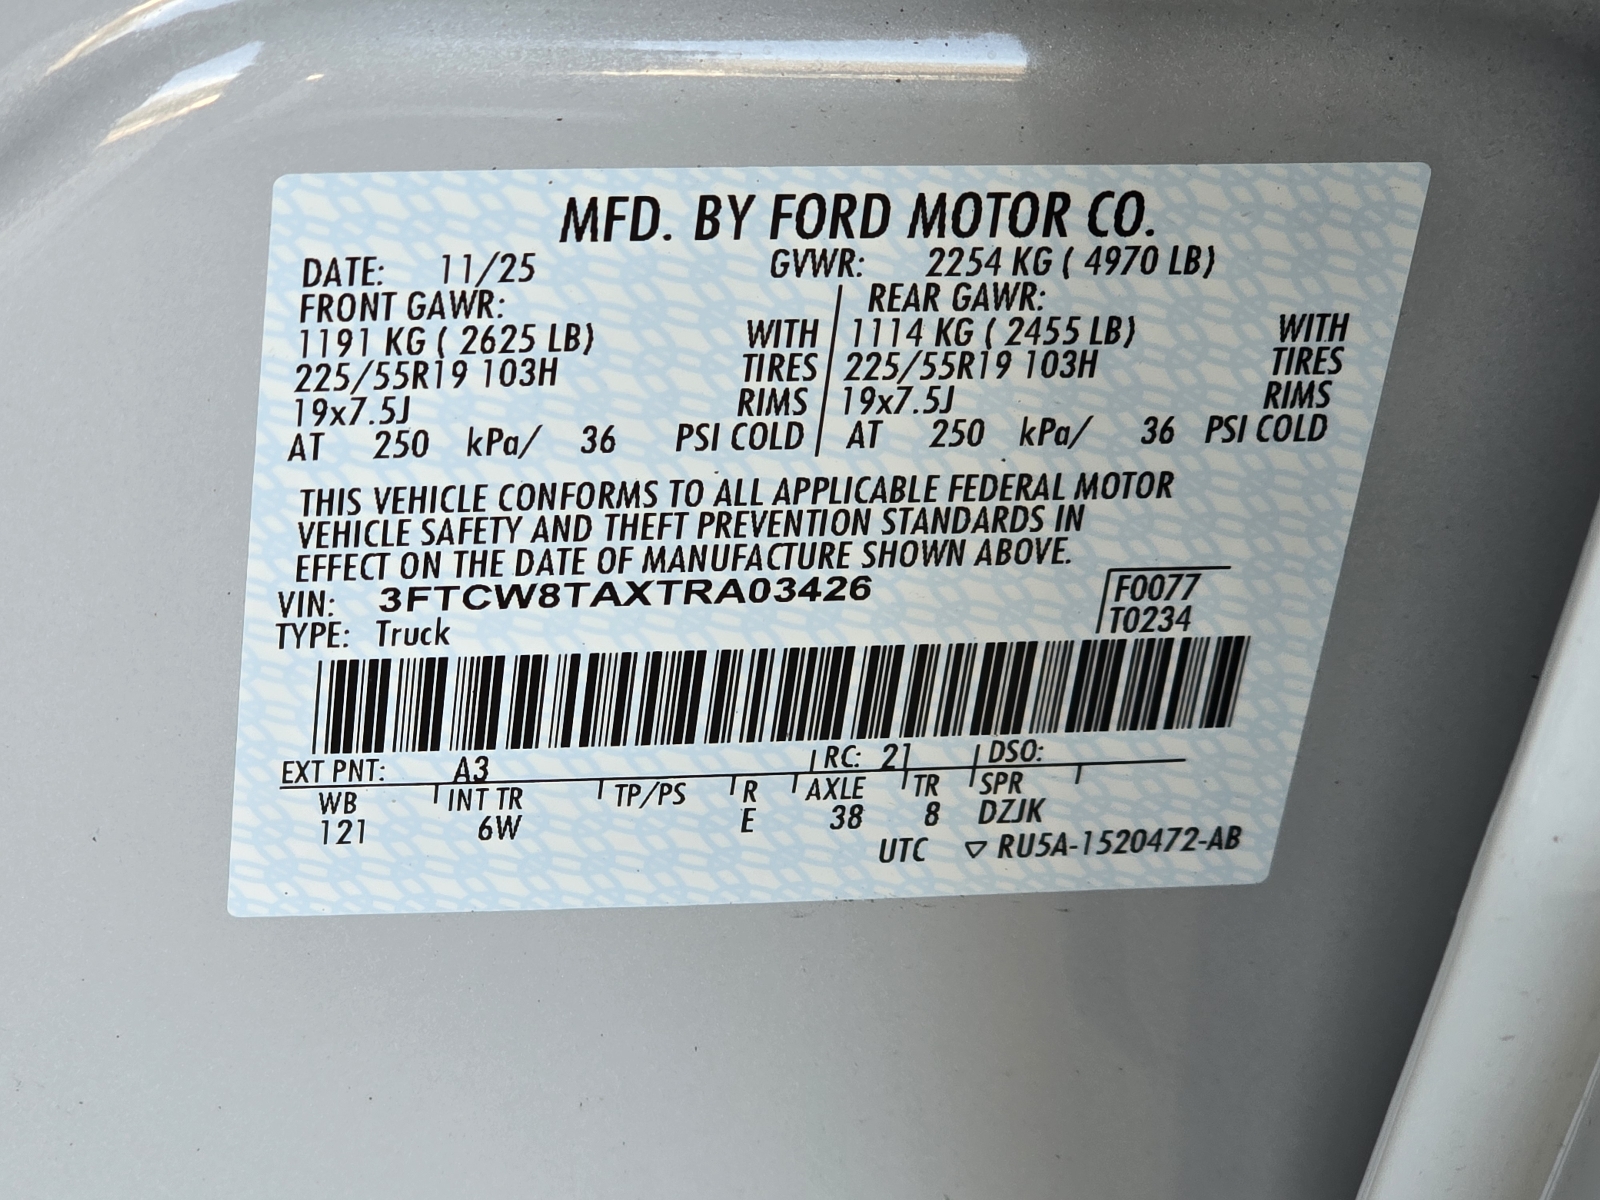 MFD. BY FORD MOTOR CO.
DATE: 11/25 GVWR: 2254 KG ( 4970 LB)
FRONT GAWR: REAR GAWR:
1191 KG ( 2625 LB) WITH 1114 KG ( 2455 LB) WITH
225/55R19 103H TIRES 225/55R19 103H TIRES
19x7.5J RIMS 19x7.5J RIMS
AT 250 kPa/ 36 PSI COLD AT 250 kPa/ 36 PSI COLD
THIS VEHICLE CONFORMS TO ALL APPLICABLE FEDERAL MOTOR
VEHICLE SAFETY AND THEFT PREVENTION STANDARDS IN
EFFECT ON THE DATE OF MANUFACTURE SHOWN ABOVE.
VIN: 3FTCW8TAXTRA03426 F0077
TYPE: Truck T0234
EXT PNT: A3 RC: 21 DSO:
WB INT TR TP/PS R AXLE TR SPR
121 6W E 38 8 DZJK
UTC ▽ RU5A-1520472-AB